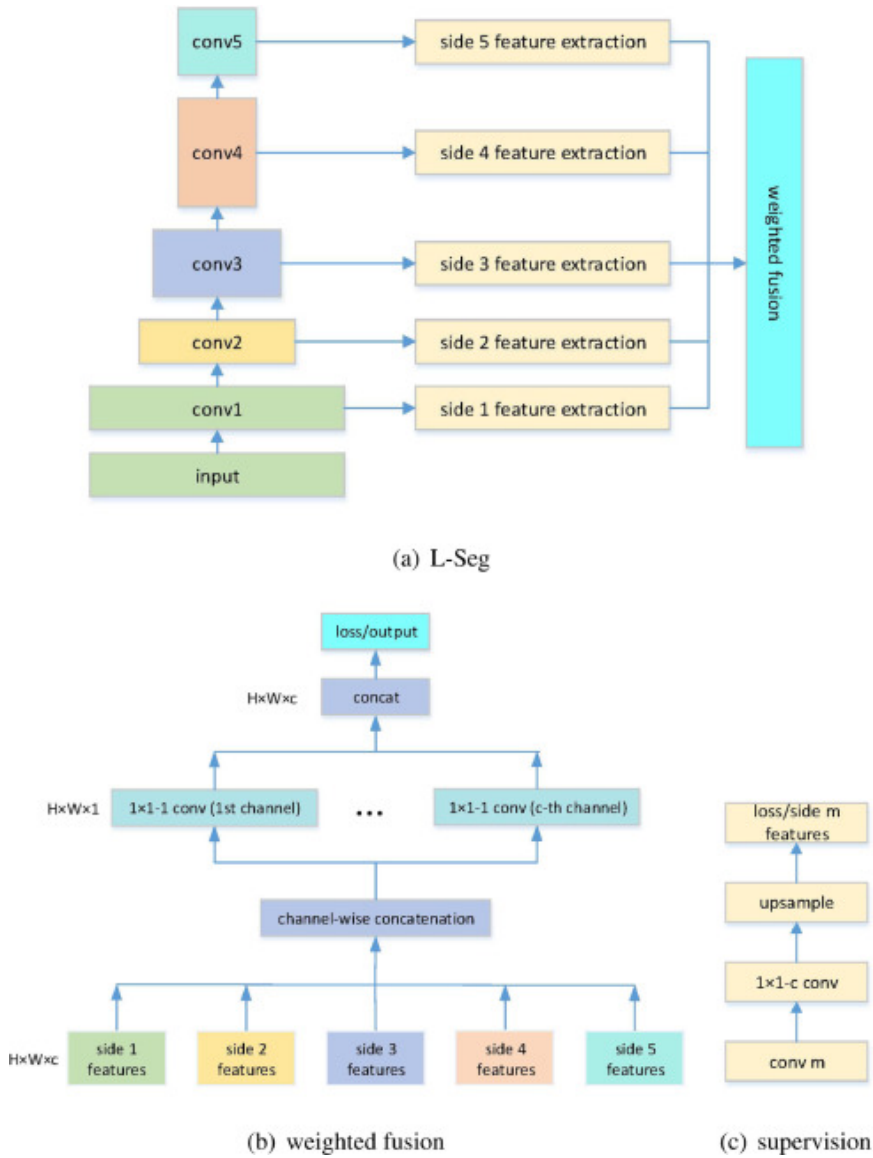 conv5
side 5 feature extraction
conv4
side 4 feature extraction
weighted fusion
conv3
side 3 feature extraction
conv2
side 2 feature extraction
conv1
side 1 feature extraction
input
(a) L-Seg
loss/output
H×W×c
concat
H×W×1
1×1-1 conv (1st channel)
...
1×1-1 conv (c-th channel)
channel-wise concatenation
H×W×c
side 1
features
side 2
features
side 3
features
side 4
features
side 5
features
(b) weighted fusion
loss/side m
features
upsample
1×1-c conv
conv m
(c) supervision